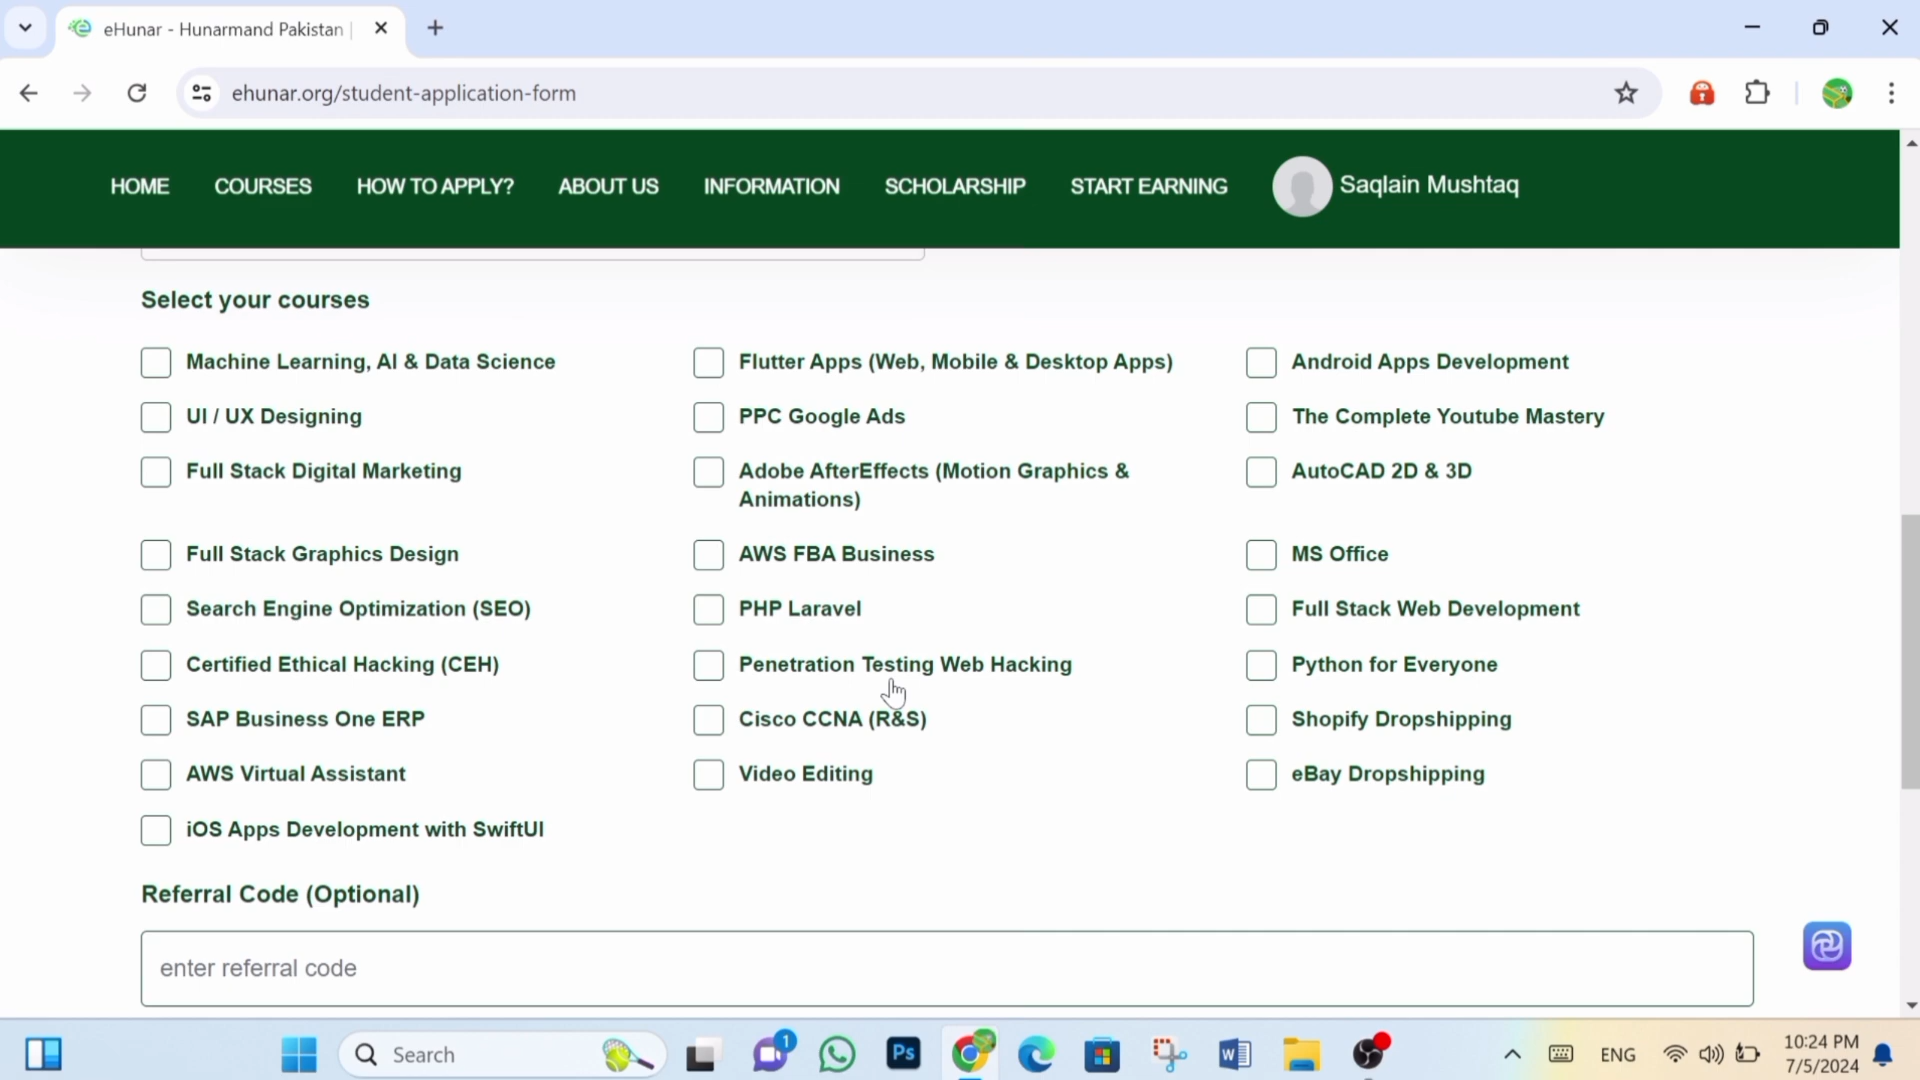 eHunar - Hunarmand Pakistan |
ehunar.org/student-application-form
HOME COURSES HOW TO APPLY? ABOUT US INFORMATION SCHOLARSHIP START EARNING Saqlain Mushtaq
Select your courses
Machine Learning, AI & Data Science Flutter Apps (Web, Mobile & Desktop Apps) Android Apps Development
UI / UX Designing PPC Google Ads The Complete Youtube Mastery
Full Stack Digital Marketing Adobe AfterEffects (Motion Graphics & AutoCAD 2D & 3D
Animations)
Full Stack Graphics Design AWS FBA Business MS Office
Search Engine Optimization (SEO) PHP Laravel Full Stack Web Development
Certified Ethical Hacking (CEH) Penetration Testing Web Hacking Python for Everyone
SAP Business One ERP Cisco CCNA (R&S) Shopify Dropshipping
AWS Virtual Assistant Video Editing eBay Dropshipping
iOS Apps Development with SwiftUI
Referral Code (Optional)
enter referral code
Search 1 Ps W ENG 10:24 PM
7/5/2024